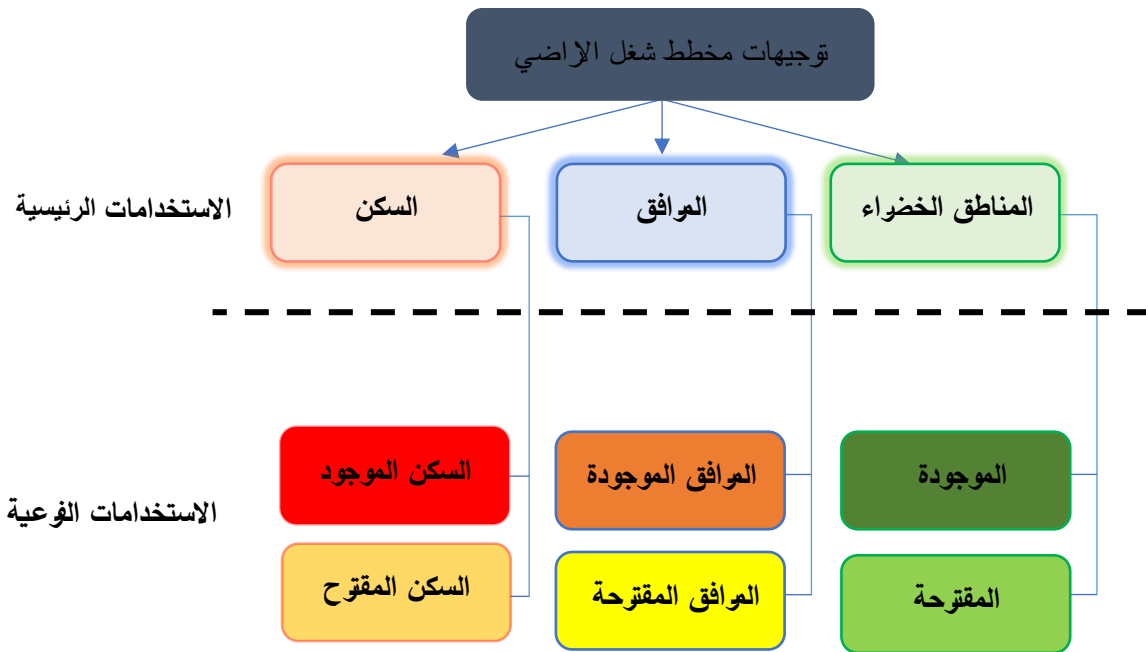 توجيهات مخطط شغل الاراضي
الاستخدامات الرئيسية
المناطق الخضراء
المرافق
السكن
الاستخدامات الفرعية
الموجودة
المرافق الموجودة
السكن الموجود
المقترحة
المرافق المقترحة
السكن المقترح